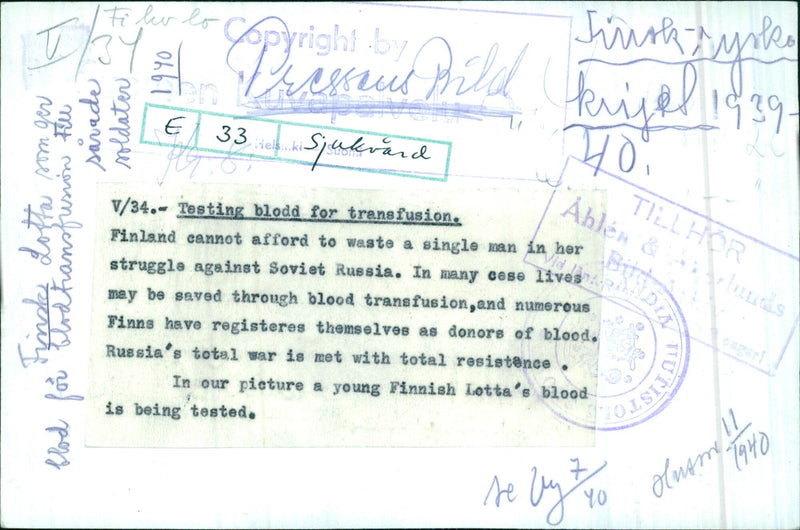 V/34
Copyright by
Pressens Bild
Kuvapalvelu
Helsinki Suomi
Finsk-ryska
kriget 1939-
40.
E 33 Sjukvård
Finsk Lotta som ger
blod för blodtransfusion till
sårade
soldater
1940
V/34.- Testing blodd for transfusion.
Finland cannot afford to waste a single man in her
struggle against Soviet Russia. In many cese lives
may be saved through blood transfusion,and numerous
Finns have registeres themselves as donors of blood.
Russia's total war is met with total resistence .
In our picture a young Finnish Lotta's blood
is being tested.
TILLHÖR
Åhlén & Åkerlunds
se Vy 7/40
11/1940